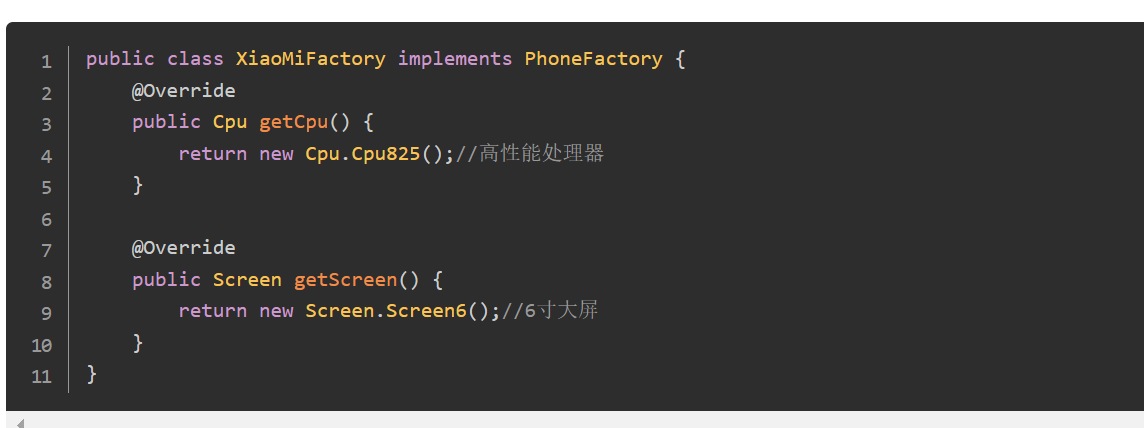 1 public class XiaoMiFactory implements PhoneFactory {
2     @Override
3     public Cpu getCpu() {
4         return new Cpu.Cpu825();//高性能处理器
5     }
6
7     @Override
8     public Screen getScreen() {
9         return new Screen.Screen6();//6寸大屏
10     }
11 }